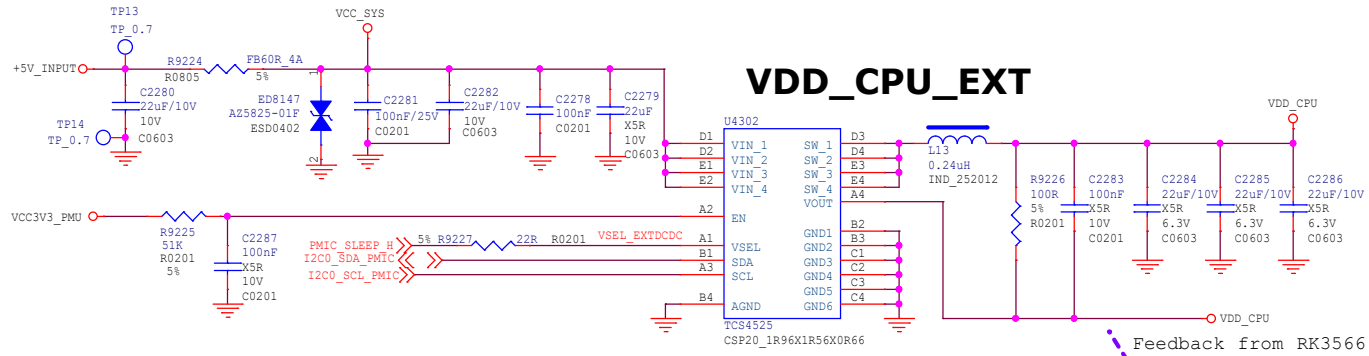 TP13
TP_0.7
VCC_SYS
+5V_INPUT
R9224
FB60R_4A
R0805
5%
C2280
22uF/10V
10V
C0603
TP14
TP_0.7
1
ED8147
AZ5825-01F
ESD0402
2
C2281
100nF/25V
C0201
C2282
22uF/10V
10V
C0603
C2278
100nF
C0201
C2279
22uF
X5R
10V
C0603
VDD_CPU_EXT
VDD_CPU
U4302
D1 VIN_1 SW_1 D3
D2 VIN_2 SW_2 D4
E1 VIN_3 SW_3 E3
E2 VIN_4 SW_4 E4
VOUT A4
A2 EN
GND1 B2
A1 VSEL GND2 B3
B1 SDA GND3 C1
A3 SCL GND4 C2
GND5 C3
B4 AGND GND6 C4
TCS4525
CSP20_1R96X1R56X0R66
L13
0.24uH
IND_252012
R9226
100R
5%
R0201
C2283
100nF
X5R
10V
C0201
C2284
22uF/10V
X5R
6.3V
C0603
C2285
22uF/10V
X5R
6.3V
C0603
C2286
22uF/10V
X5R
6.3V
C0603
VCC3V3_PMU
R9225
51K
R0201
5%
C2287
100nF
X5R
10V
C0201
PMIC_SLEEP_H 5% R9227 22R R0201 VSEL_EXTDCDC
I2C0_SDA_PMIC
I2C0_SCL_PMIC
VDD_CPU
Feedback from RK3566